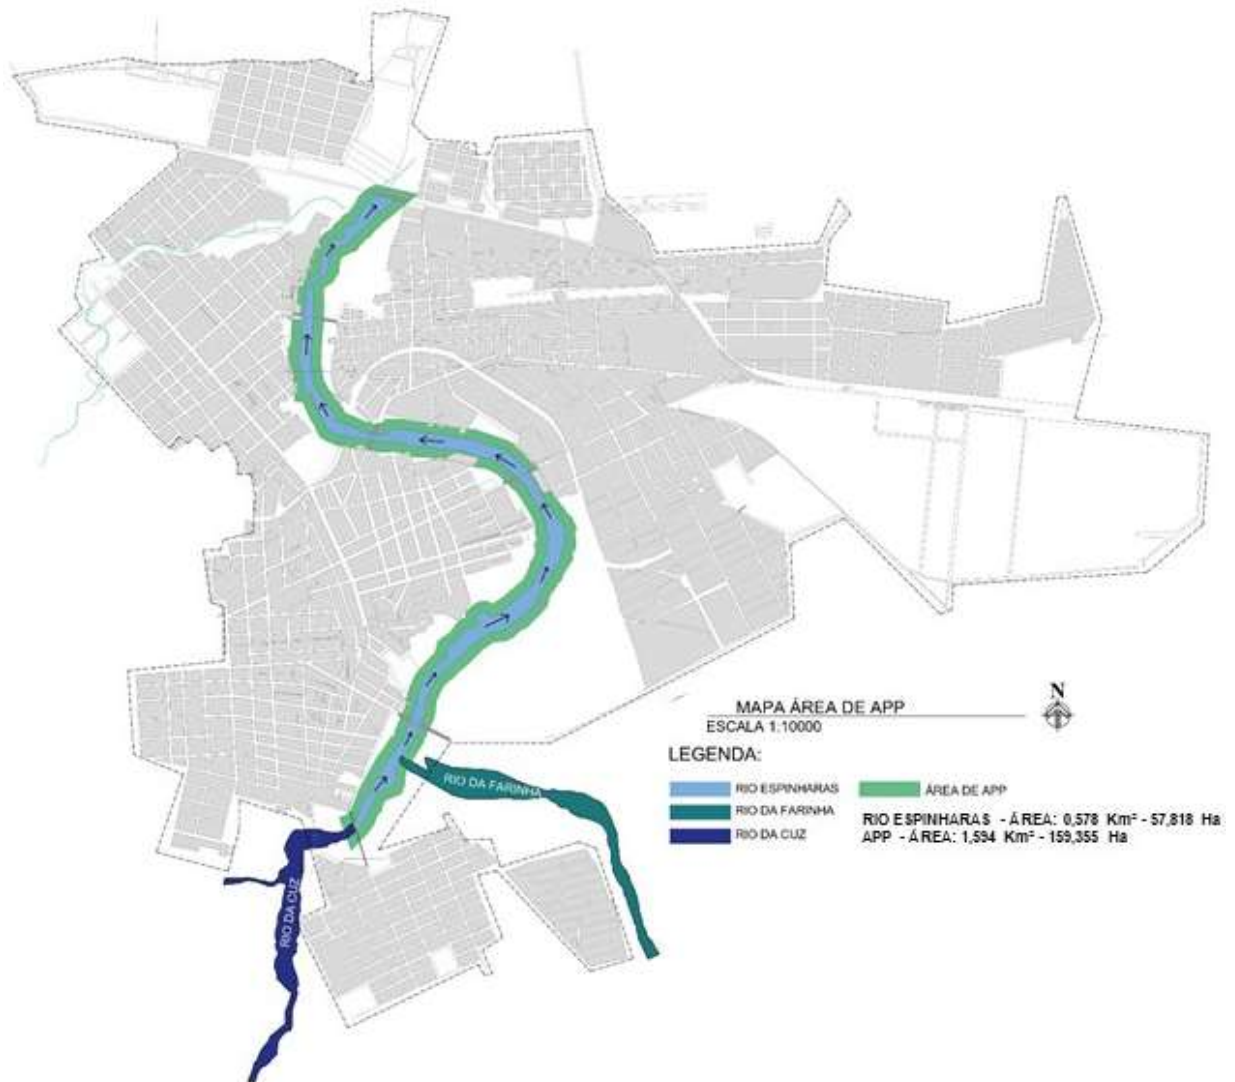 RIO DA FARINHA
RIO DA CUZ
MAPA ÁREA DE APP
ESCALA 1:10000
N
LEGENDA:
RIO ESPINHARAS
ÁREA DE APP
RIO DA FARINHA
RIO DA CUZ
RIO ESPINHARAS - ÁREA: 0,578 Km² - 57,818 Ha
APP - ÁREA: 1,594 Km² - 159,355 Ha